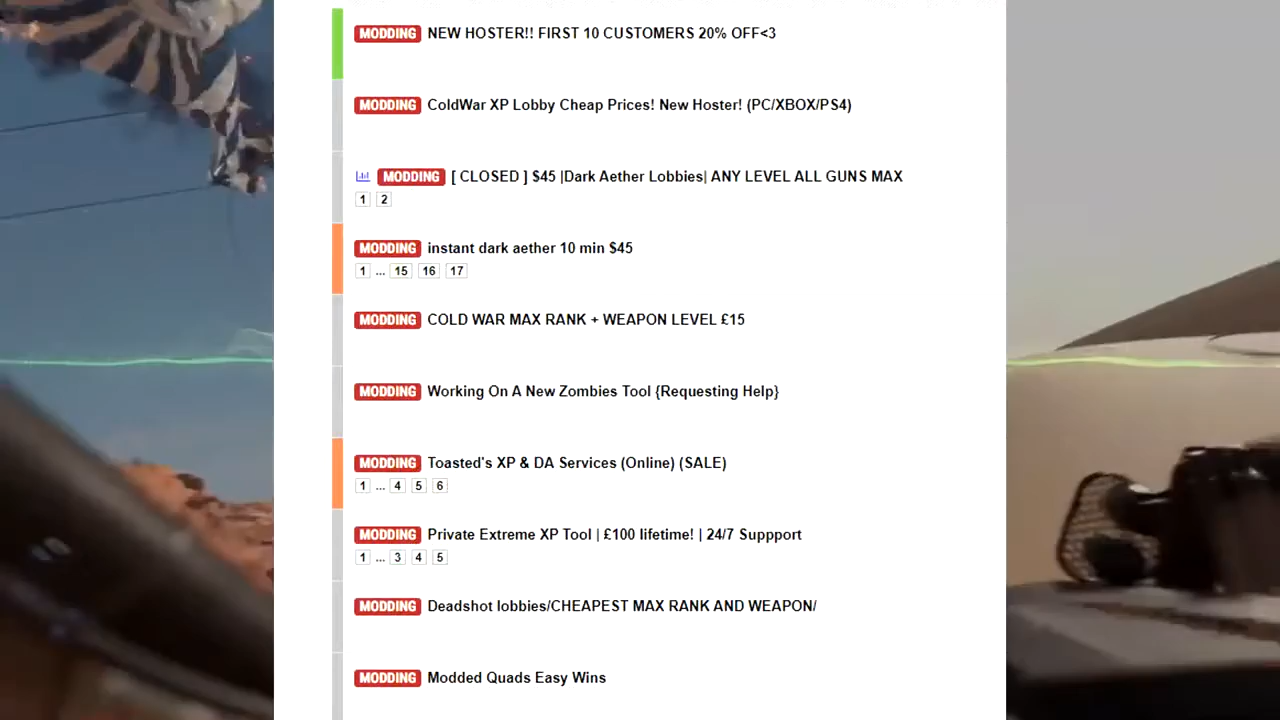 MODDING NEW HOSTER!! FIRST 10 CUSTOMERS 20% OFF<3
MODDING ColdWar XP Lobby Cheap Prices! New Hoster! (PC/XBOX/PS4)
MODDING [ CLOSED ] $45 |Dark Aether Lobbies| ANY LEVEL ALL GUNS MAX
1 2
MODDING instant dark aether 10 min $45
1 ... 15 16 17
MODDING COLD WAR MAX RANK + WEAPON LEVEL £15
MODDING Working On A New Zombies Tool {Requesting Help}
MODDING Toasted's XP & DA Services (Online) (SALE)
1 ... 4 5 6
MODDING Private Extreme XP Tool | £100 lifetime! | 24/7 Suppport
1 ... 3 4 5
MODDING Deadshot lobbies/CHEAPEST MAX RANK AND WEAPON/
MODDING Modded Quads Easy Wins